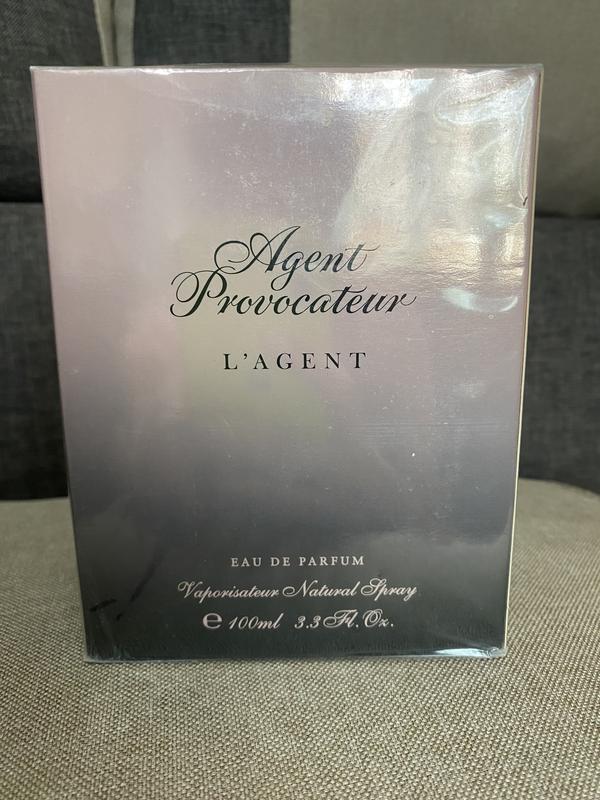 Agent
Provocateur
L'AGENT
EAU DE PARFUM
Vaporisateur Natural Spray
℮ 100ml 3.3 Fl. Oz.